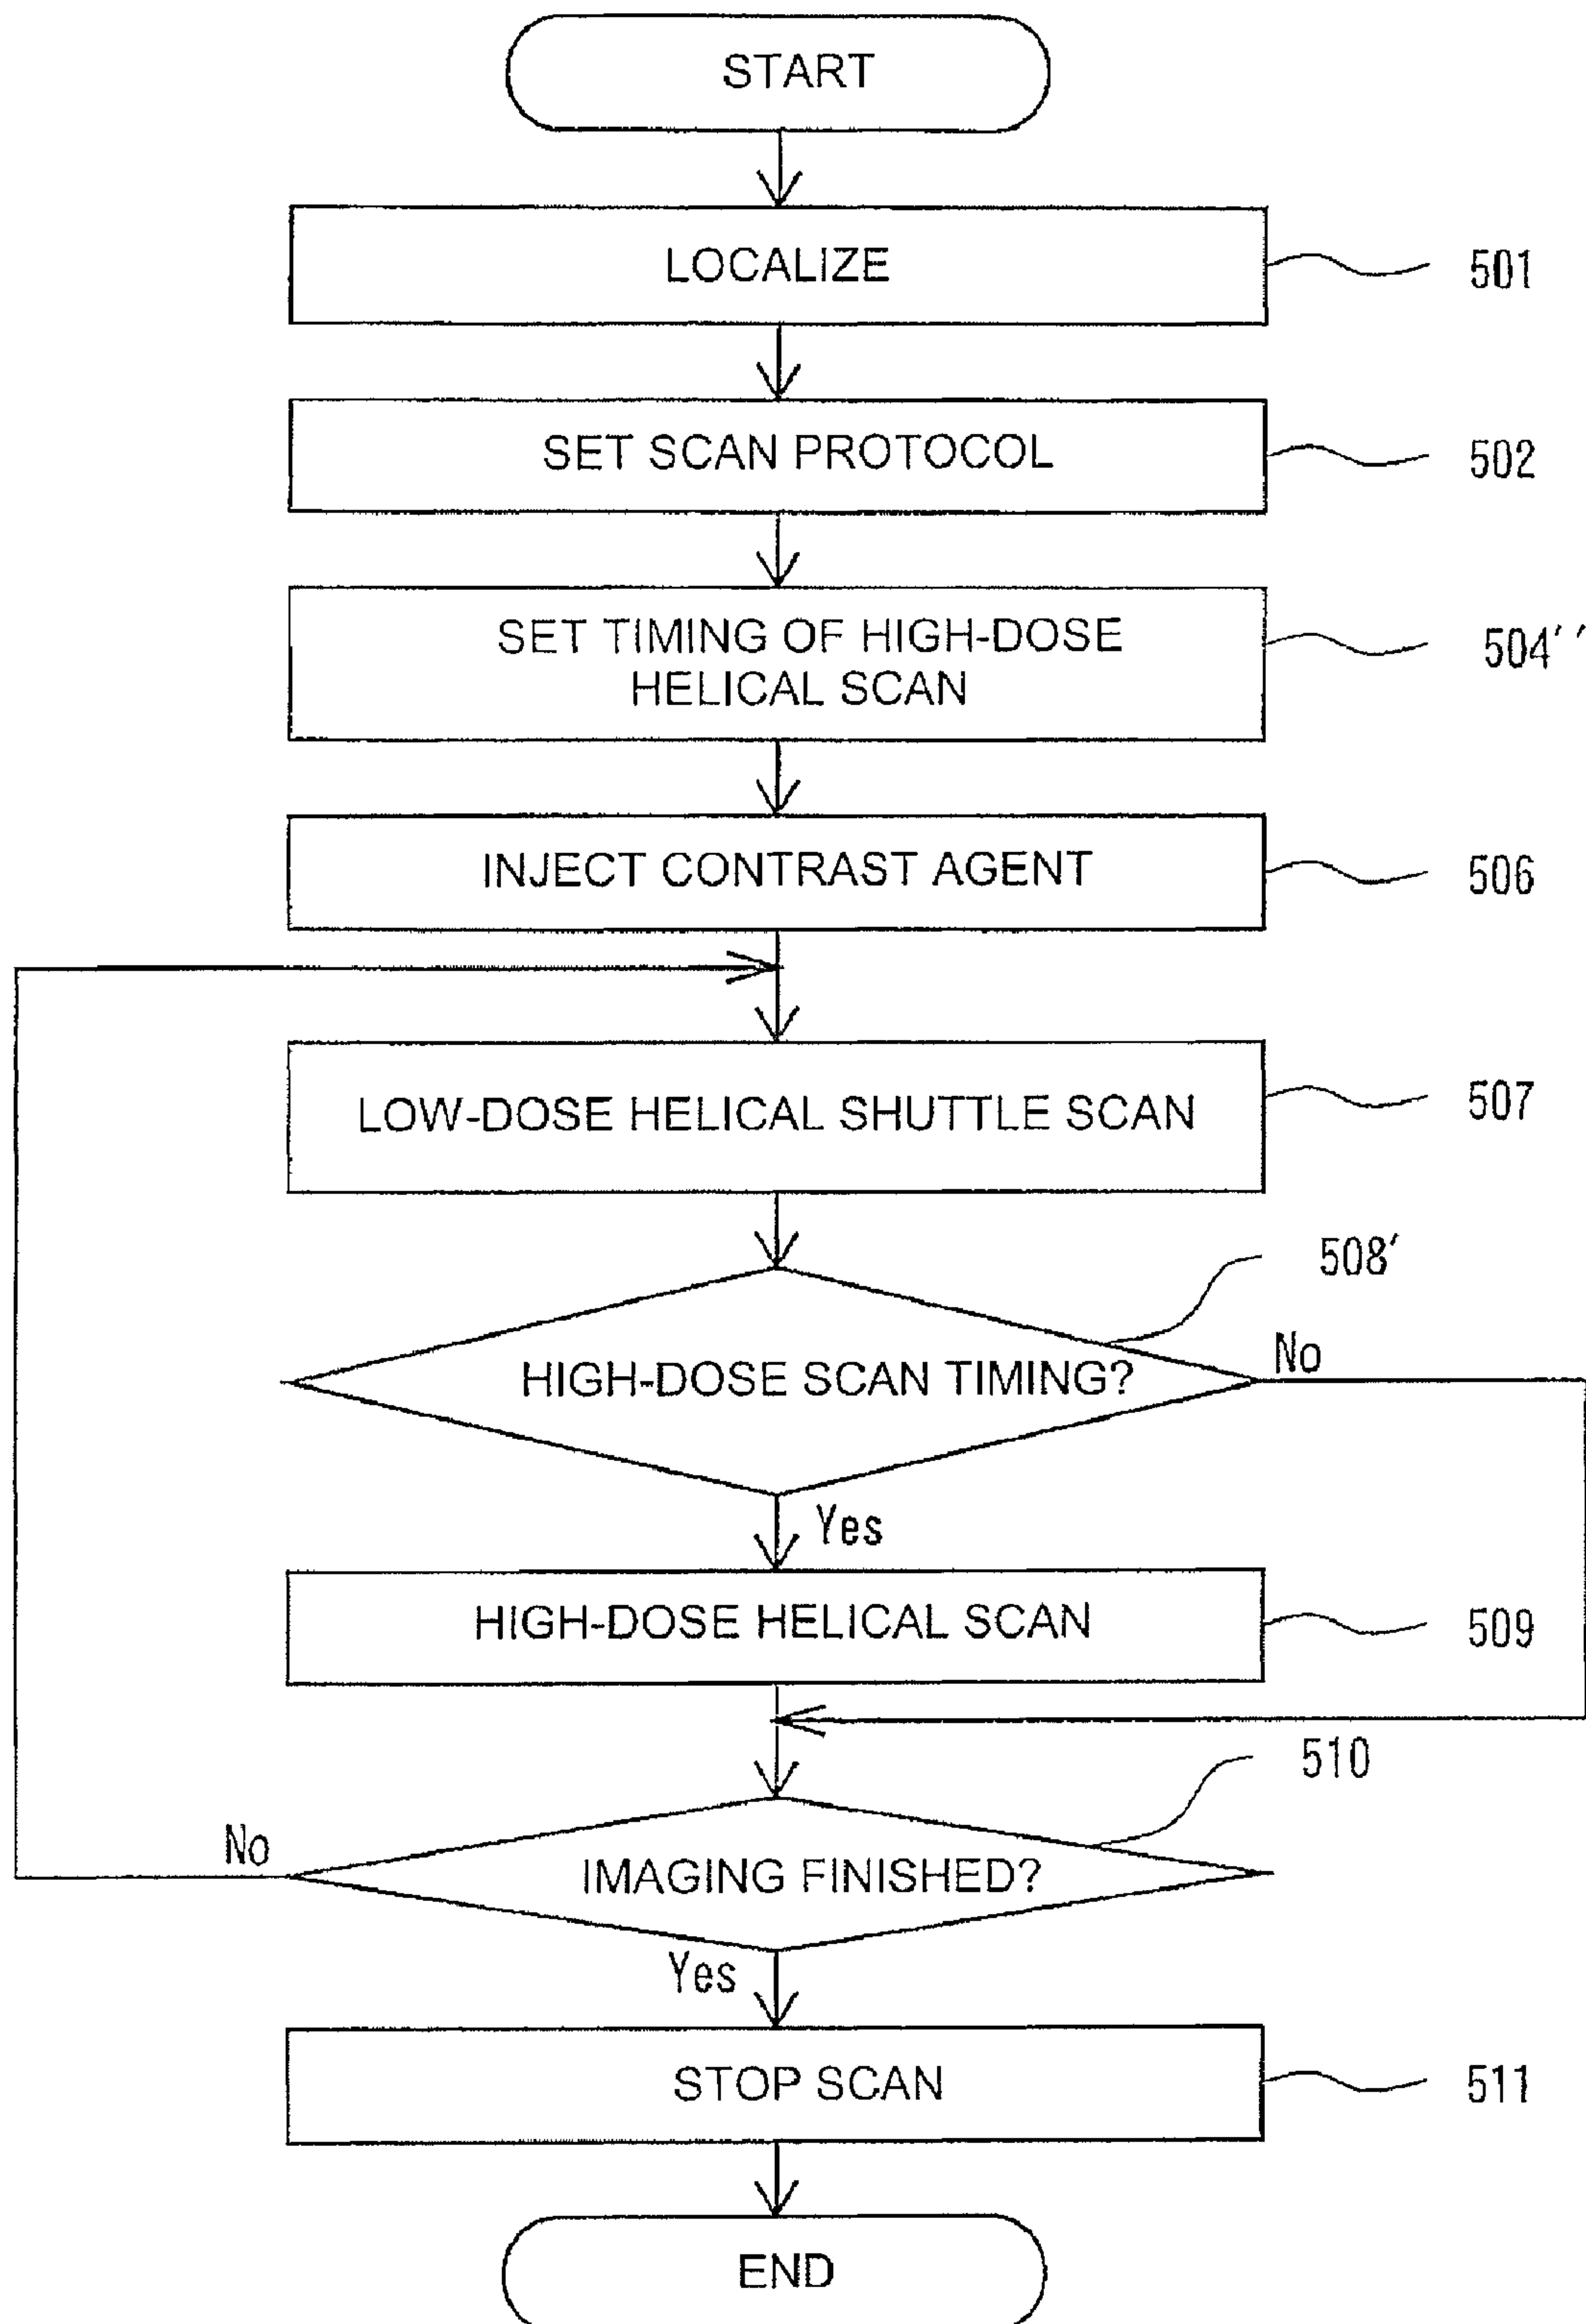 START
LOCALIZE
501
SET SCAN PROTOCOL
502
SET TIMING OF HIGH-DOSE
HELICAL SCAN
504′′
INJECT CONTRAST AGENT
506
LOW-DOSE HELICAL SHUTTLE SCAN
507
508′
HIGH-DOSE SCAN TIMING?
No
Yes
HIGH-DOSE HELICAL SCAN
509
510
No
IMAGING FINISHED?
Yes
STOP SCAN
511
END